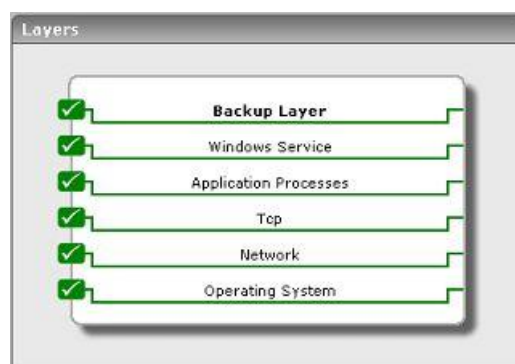 Layers
Backup Layer
Windows Service
Application Processes
Tcp
Network
Operating System